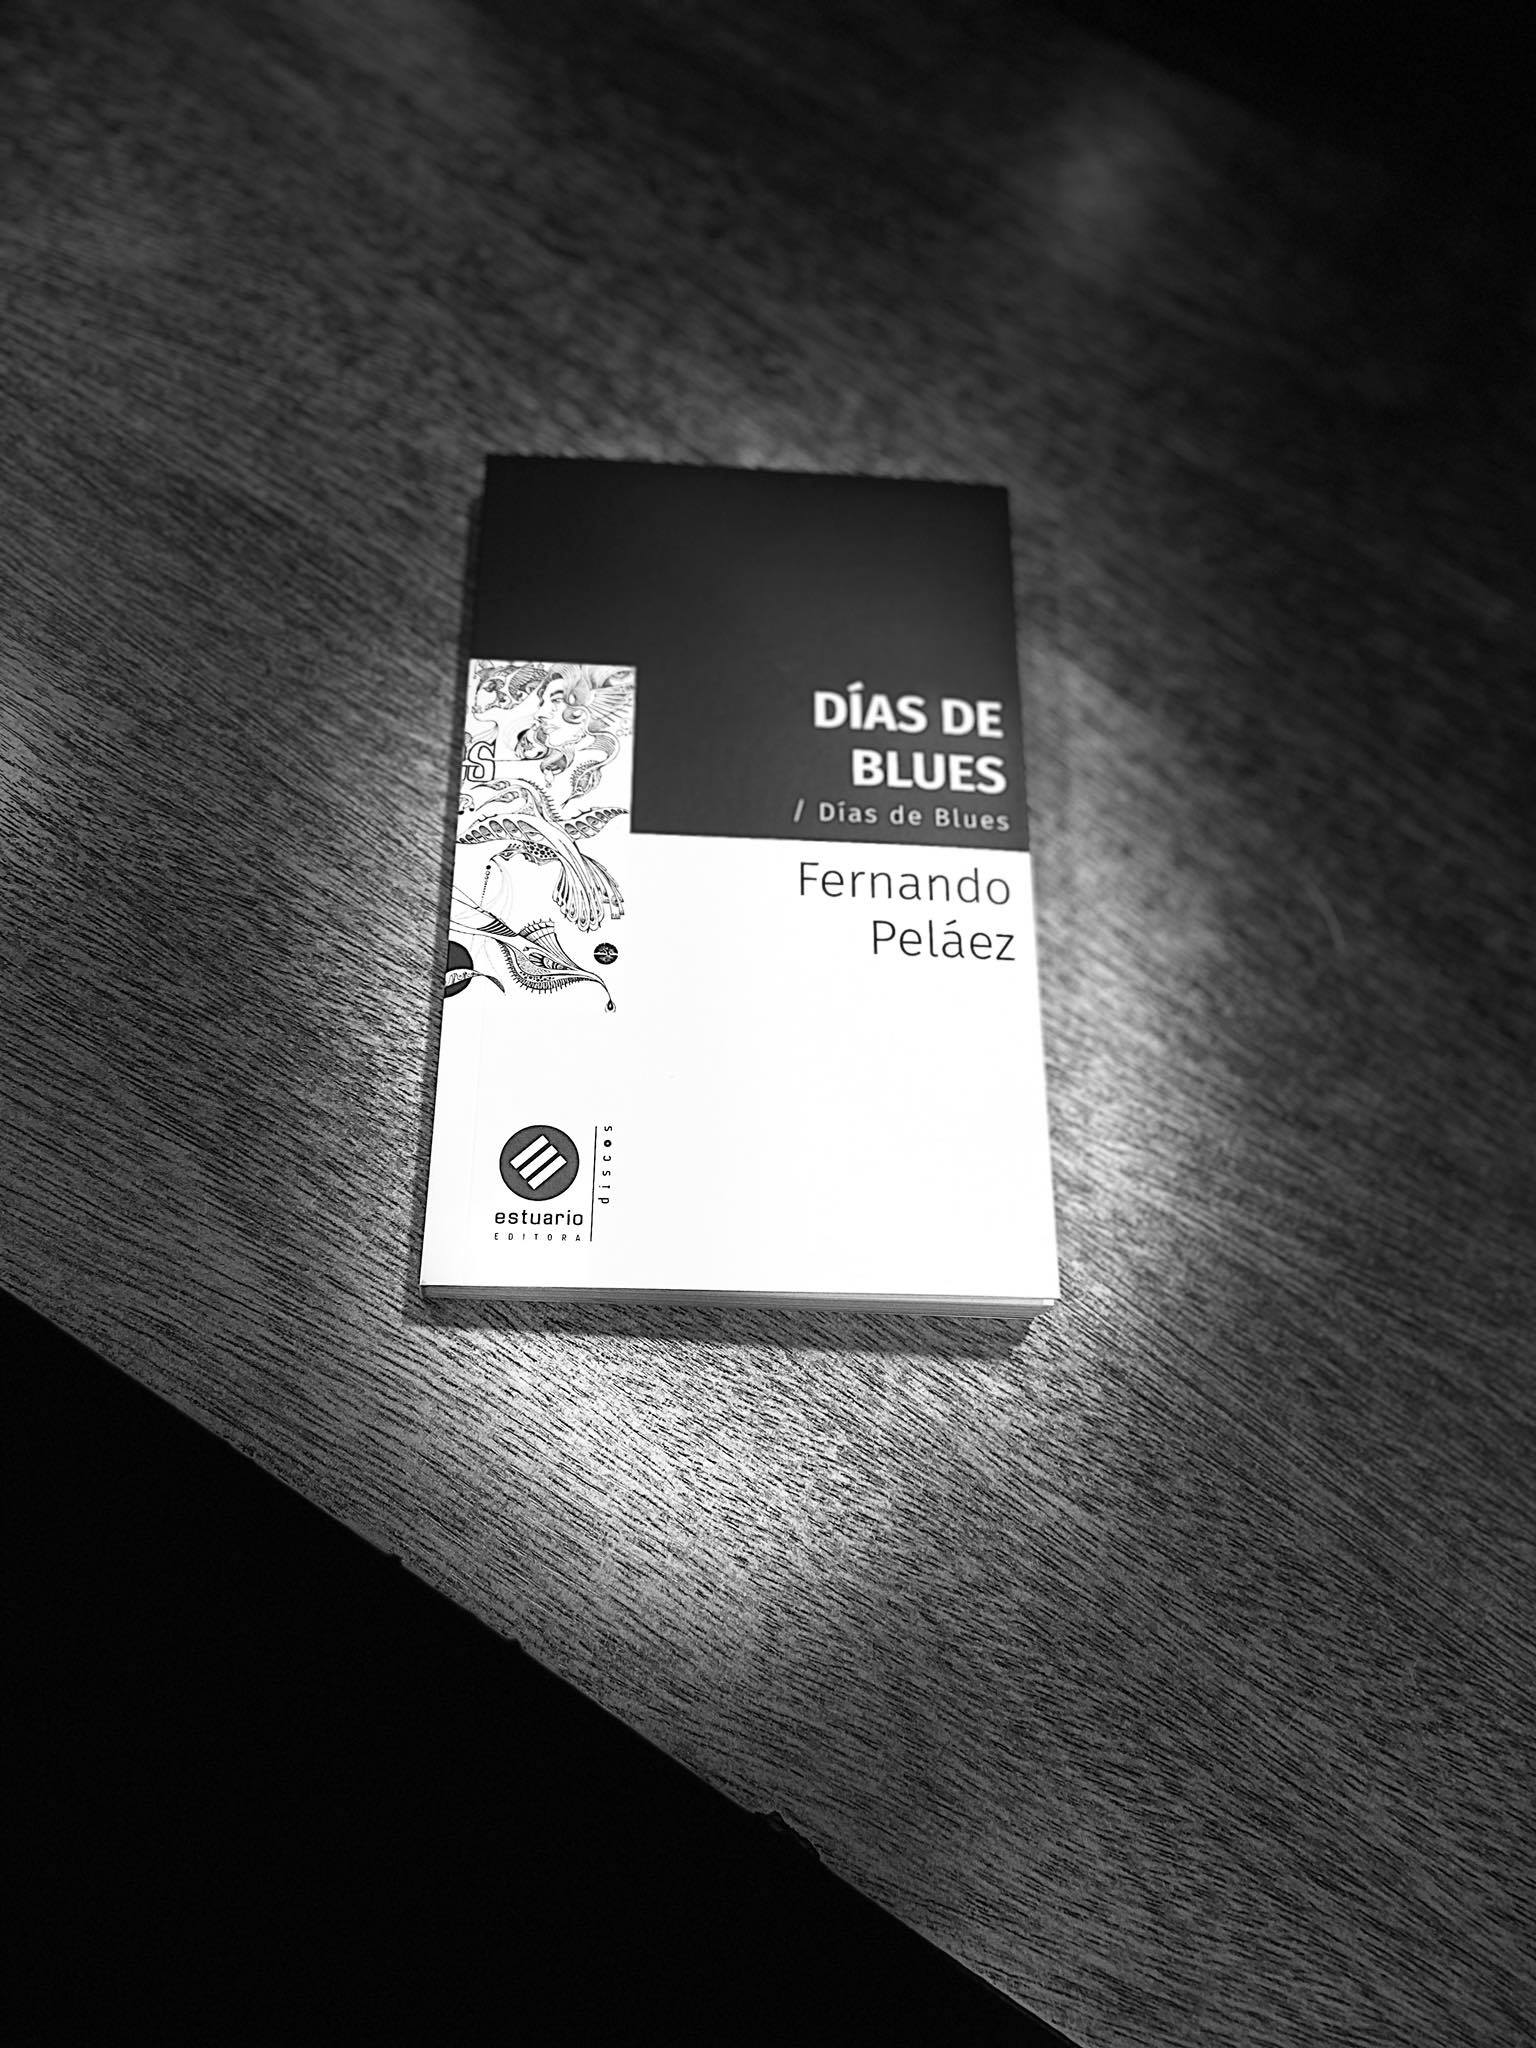 DÍAS DE
BLUES
/ Días de Blues
Fernando
Peláez
estuario
EDITORA
discos